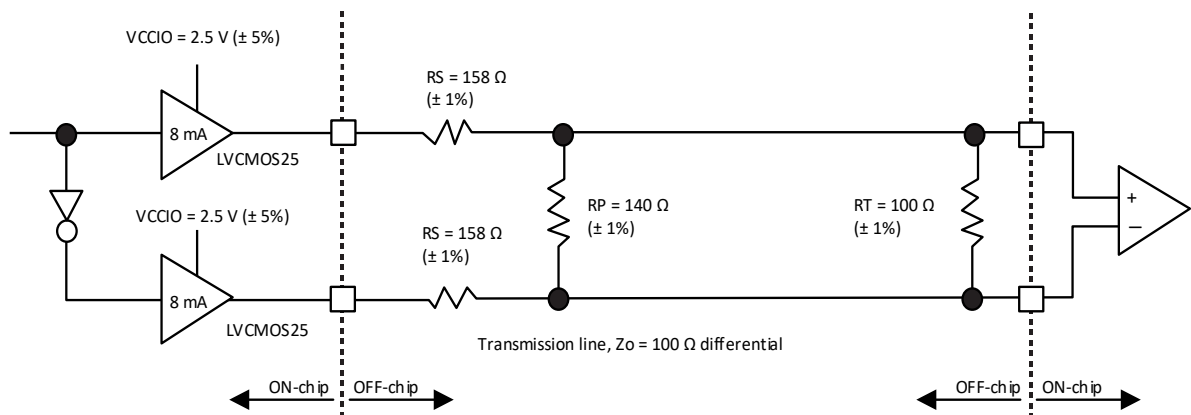 VCCIO = 2.5 V (± 5%)
8 mA
LVCMOS25
VCCIO = 2.5 V (± 5%)
8 mA
LVCMOS25
RS = 158 Ω
(± 1%)
RS = 158 Ω
(± 1%)
RP = 140 Ω
(± 1%)
RT = 100 Ω
(± 1%)
+
–
Transmission line, Zo = 100 Ω differential
ON-chip
OFF-chip
OFF-chip
ON-chip